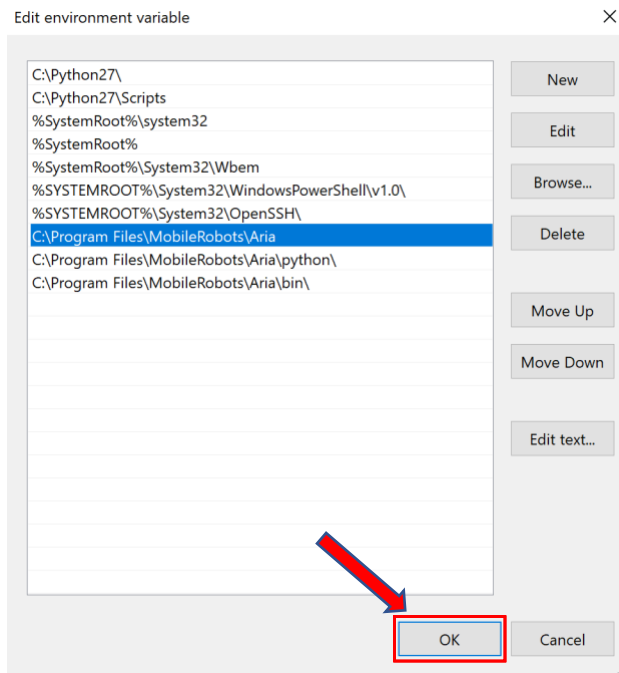 Edit environment variable
C:\Python27\
C:\Python27\Scripts
%SystemRoot%\system32
%SystemRoot%
%SystemRoot%\System32\Wbem
%SYSTEMROOT%\System32\WindowsPowerShell\v1.0\
%SYSTEMROOT%\System32\OpenSSH\
C:\Program Files\MobileRobots\Aria
C:\Program Files\MobileRobots\Aria\python\
C:\Program Files\MobileRobots\Aria\bin\
New
Edit
Browse...
Delete
Move Up
Move Down
Edit text...
OK
Cancel